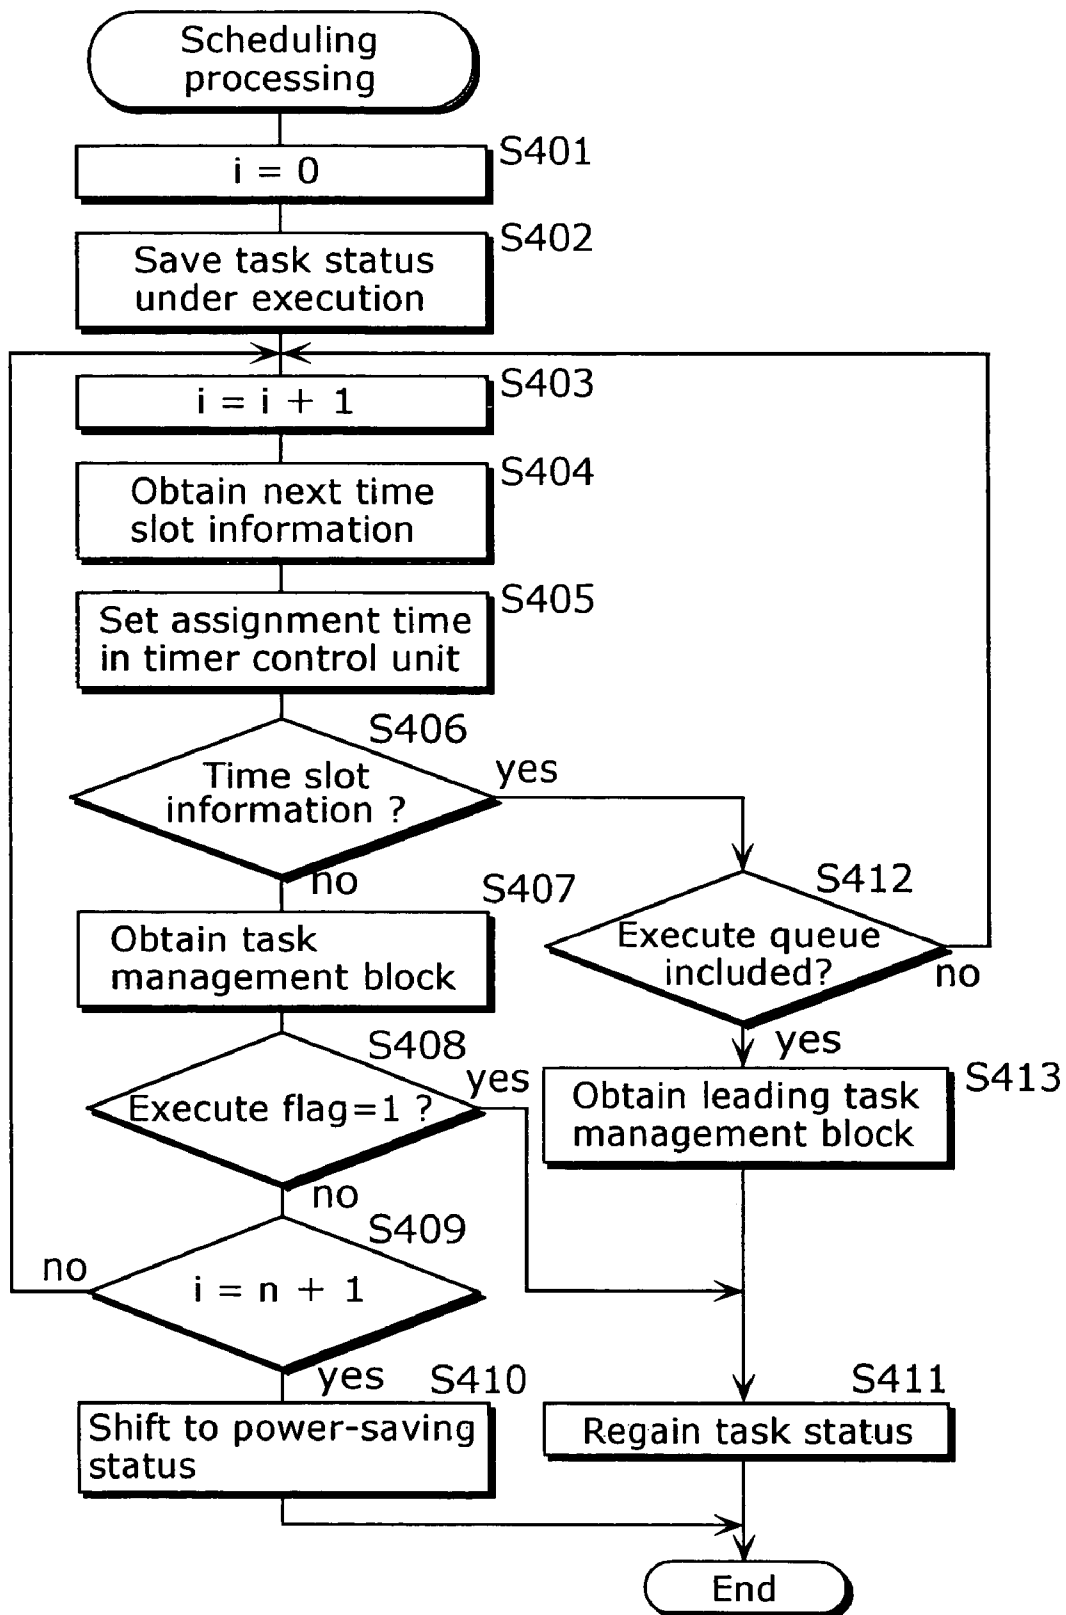 Scheduling
processing
S401
i = 0
S402
Save task status
under execution
S403
i = i + 1
S404
Obtain next time
slot information
S405
Set assignment time
in timer control unit
S406
Time slot
information ?
yes
no
S407
Obtain task
management block
S412
Execute queue
included?
no
yes
S408
Execute flag=1 ?
yes
no
S413
Obtain leading task
management block
S409
i = n + 1
no
yes
S410
Shift to power-saving
status
S411
Regain task status
End